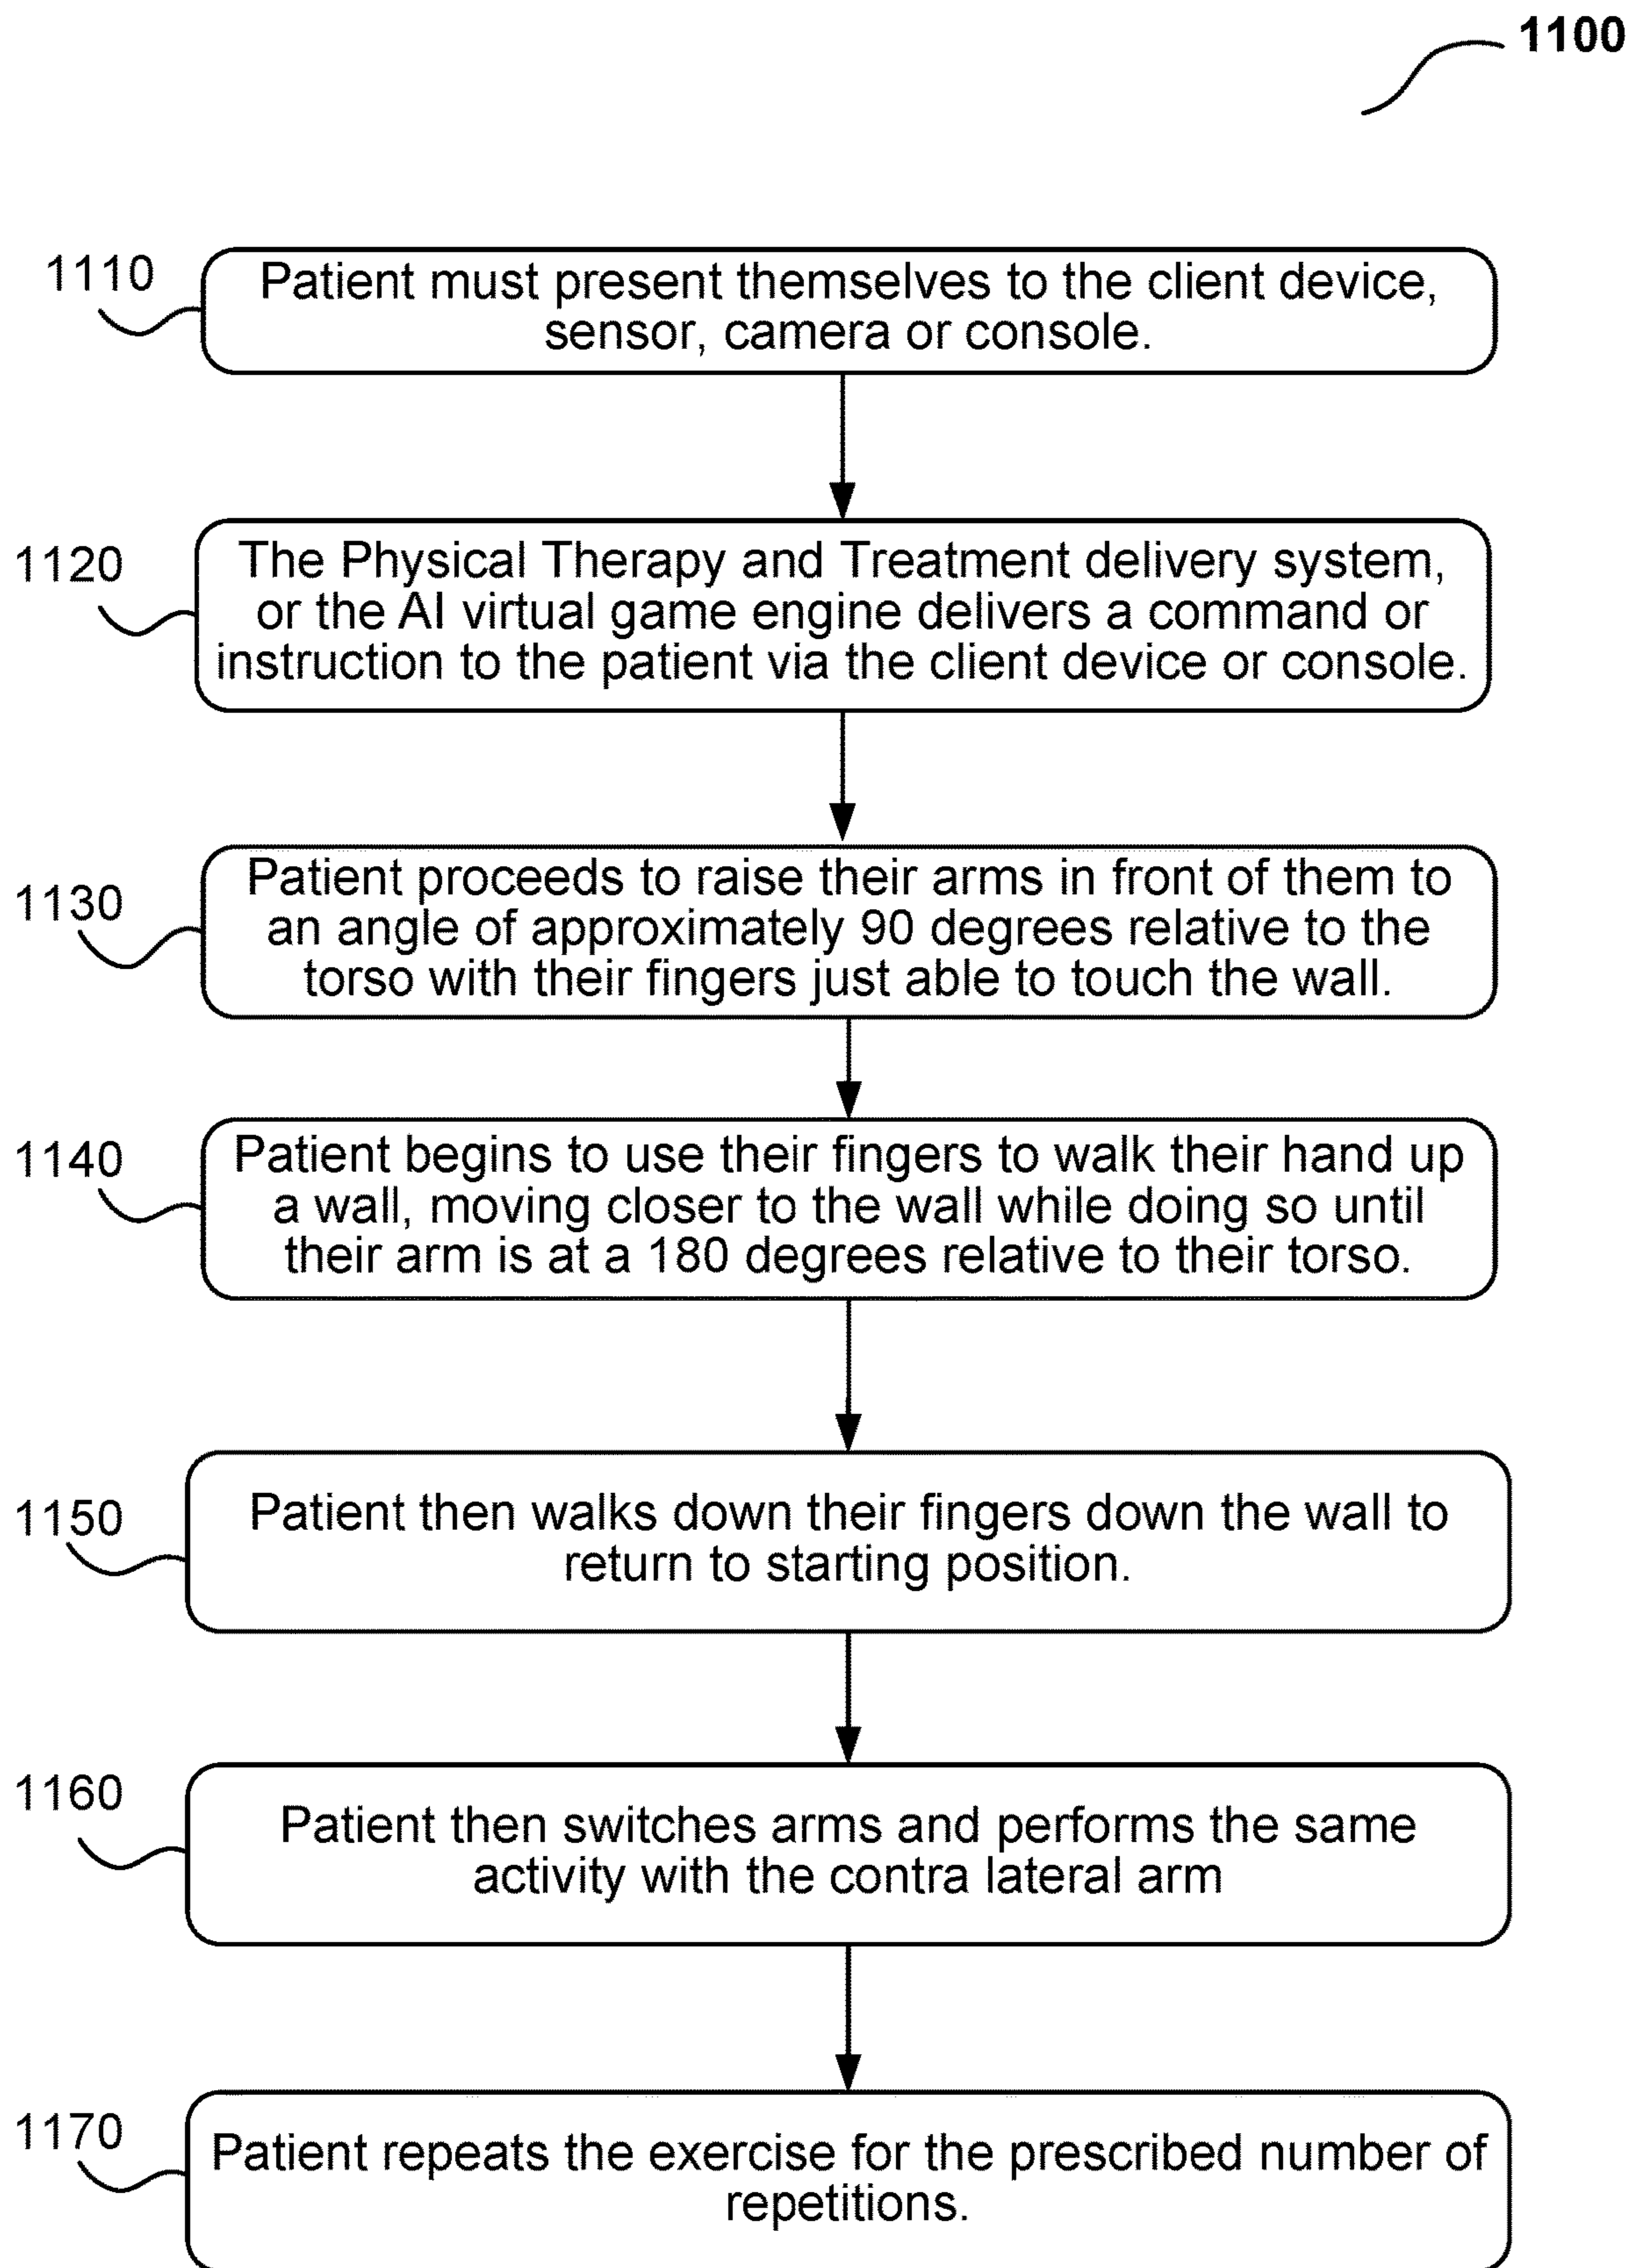 1100
1110
Patient must present themselves to the client device,
sensor, camera or console.
1120
The Physical Therapy and Treatment delivery system,
or the AI virtual game engine delivers a command or
instruction to the patient via the client device or console.
1130
Patient proceeds to raise their arms in front of them to
an angle of approximately 90 degrees relative to the
torso with their fingers just able to touch the wall.
1140
Patient begins to use their fingers to walk their hand up
a wall, moving closer to the wall while doing so until
their arm is at a 180 degrees relative to their torso.
1150
Patient then walks down their fingers down the wall to
return to starting position.
1160
Patient then switches arms and performs the same
activity with the contra lateral arm
1170
Patient repeats the exercise for the prescribed number of
repetitions.